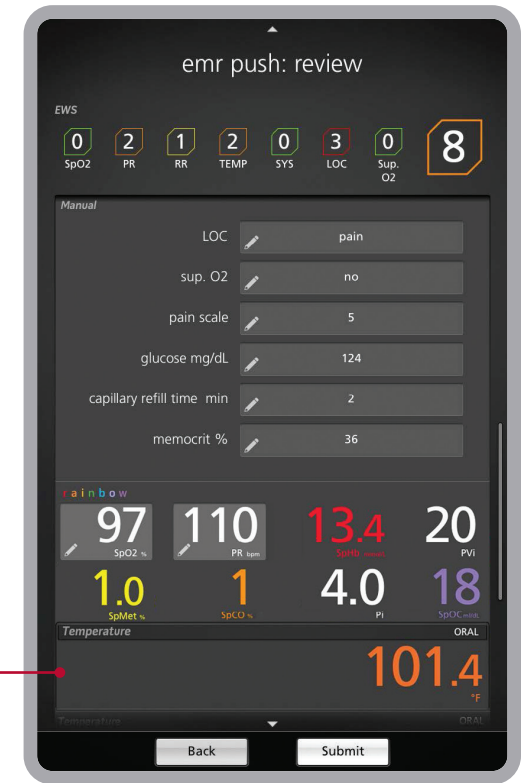 emr push: review
EWS
0 2 1 2 0 3 0 8
SpO2 PR RR TEMP SYS LOC Sup. O2
Manual
LOC pain
sup. O2 no
pain scale 5
glucose mg/dL 124
capillary refill time min 2
memocrit % 36
rainbow
97 110 13.4 20
SpO2 % PR bpm SpHb PVi
1.0 1 4.0 18
SpMet % SpCO % Pi SpOC
Temperature ORAL
101.4
°F
Temperature ORAL
Back Submit